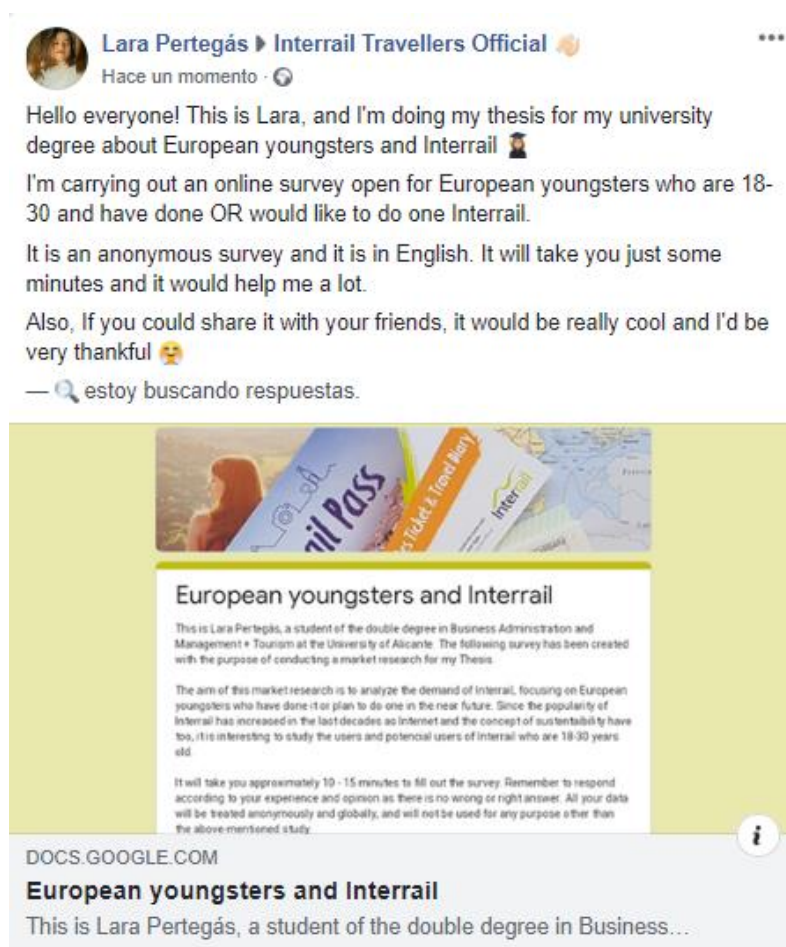 Lara Pertegás ▸ Interrail Travellers Official 👋🏻
Hace un momento ·
Hello everyone! This is Lara, and I'm doing my thesis for my university
degree about European youngsters and Interrail 👩🏽‍🎓
I'm carrying out an online survey open for European youngsters who are 18-
30 and have done OR would like to do one Interrail.
It is an anonymous survey and it is in English. It will take you just some
minutes and it would help me a lot.
Also, If you could share it with your friends, it would be really cool and I'd be
very thankful 🤗
— 🔍 estoy buscando respuestas.
il Pass
s Ticket & Travel Diary
Interrail
European youngsters and Interrail
This is Lara Pertegás, a student of the double degree in Business Administration and
Management + Tourism at the University of Alicante. The following survey has been created
with the purpose of conducting a market research for my Thesis.
The aim of this market research is to analyze the demand of Interrail, focusing on European
youngsters who have done it or plan to do one in the near future. Since the popularity of
Interrail has increased in the last decades as Internet and the concept of sustentability have
too, it is interesting to study the users and potencial users of Interrail who are 18-30 years
old.
It will take you approximately 10 - 15 minutes to fill out the survey. Remember to respond
according to your experience and opinion as there is no wrong or right answer. All your data
will be treated anonymously and globally, and will not be used for any purpose other than
the above-mentioned study.
i
DOCS.GOOGLE.COM
European youngsters and Interrail
This is Lara Pertegás, a student of the double degree in Business...